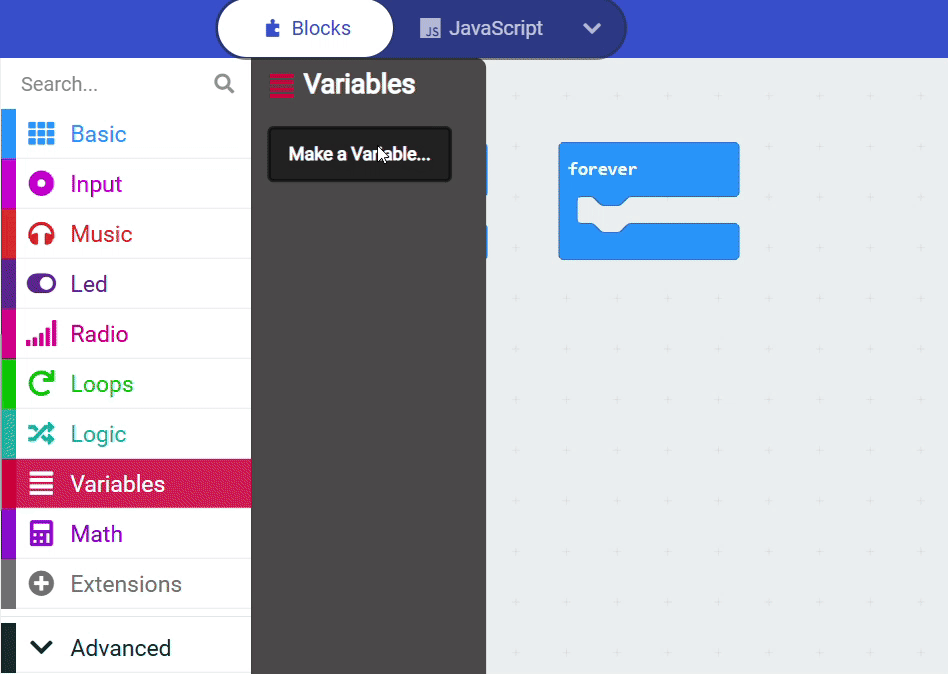 Blocks
JS JavaScript
Search...
Variables
Basic
Make a Variable...
Input
forever
Music
Led
Radio
Loops
Logic
Variables
Math
Extensions
Advanced